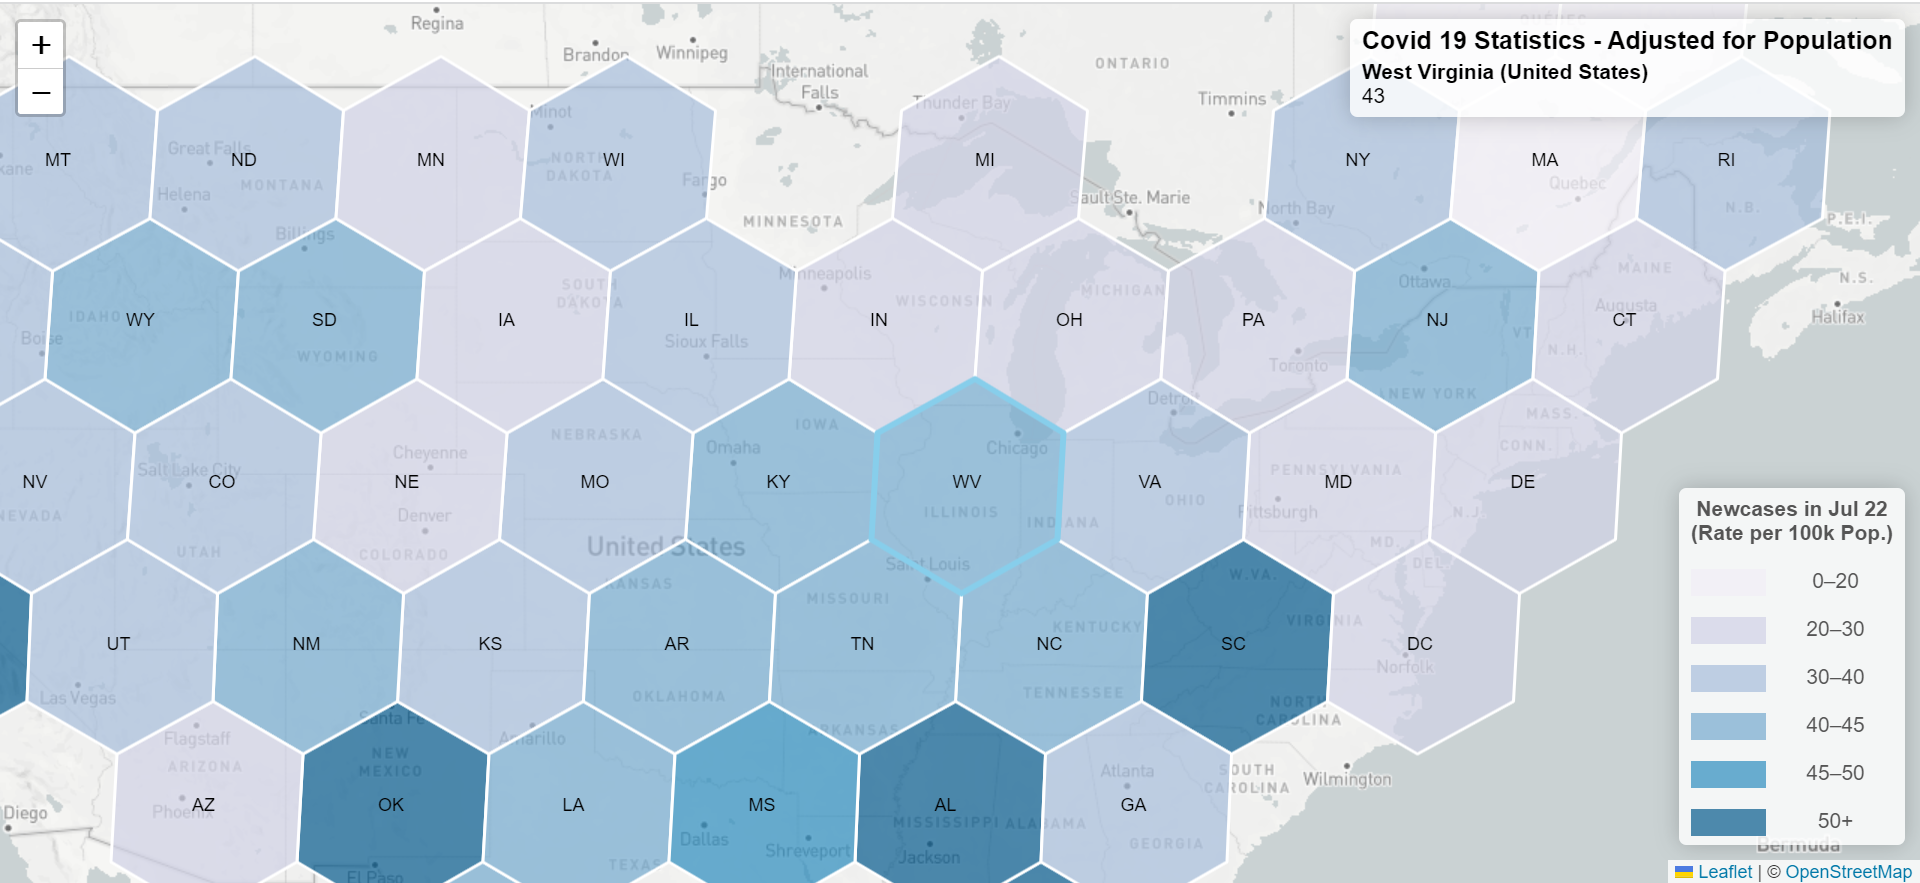 +
−
Covid 19 Statistics - Adjusted for Population
West Virginia (United States)
43
Regina
Brandon
Winnipeg
International
Falls
ONTARIO
Timmins
Thunder Bay
Minot
Great Falls
MT
ND
MN
WI
MI
NY
MA
RI
NORTH
DAKOTA
Helena
MONTANA
Fargo
Quebec
Sault Ste. Marie
North Bay
N.B.
P.E.I.
MINNESOTA
Billings
Minneapolis
SOUTH
DAKOTA
WISCONSIN
MICHIGAN
Ottawa
MAINE
N.S.
Augusta
Halifax
IDAHO
WY
SD
IA
IL
IN
OH
PA
NJ
CT
Boise
WYOMING
Sioux Falls
Toronto
VT.
N.H.
NEW YORK
Detroit
MASS.
IOWA
NEBRASKA
Omaha
Chicago
CONN.
Cheyenne
Salt Lake City
PENNSYLVANIA
NV
CO
NE
MO
KY
WV
VA
MD
DE
NEVADA
Denver
ILLINOIS
OHIO
Pittsburgh
N.J.
INDIANA
UTAH
COLORADO
United States
MD.
DEL.
Saint Louis
KANSAS
W.VA.
MISSOURI
KENTUCKY
VIRGINIA
UT
NM
KS
AR
TN
NC
SC
DC
Norfolk
Las Vegas
OKLAHOMA
TENNESSEE
NORTH
CAROLINA
Santa Fe
Flagstaff
Amarillo
ARKANSAS
NEW
MEXICO
ARIZONA
Atlanta
SOUTH
CAROLINA
Wilmington
Phoenix
AZ
OK
LA
MS
AL
GA
Diego
Dallas
MISSISSIPPI
ALABAMA
Shreveport
Jackson
GEORGIA
TEXAS
El Paso
Newcases in Jul 22
(Rate per 100k Pop.)
0–20
20–30
30–40
40–45
45–50
50+
Bermuda
Leaflet | © OpenStreetMap